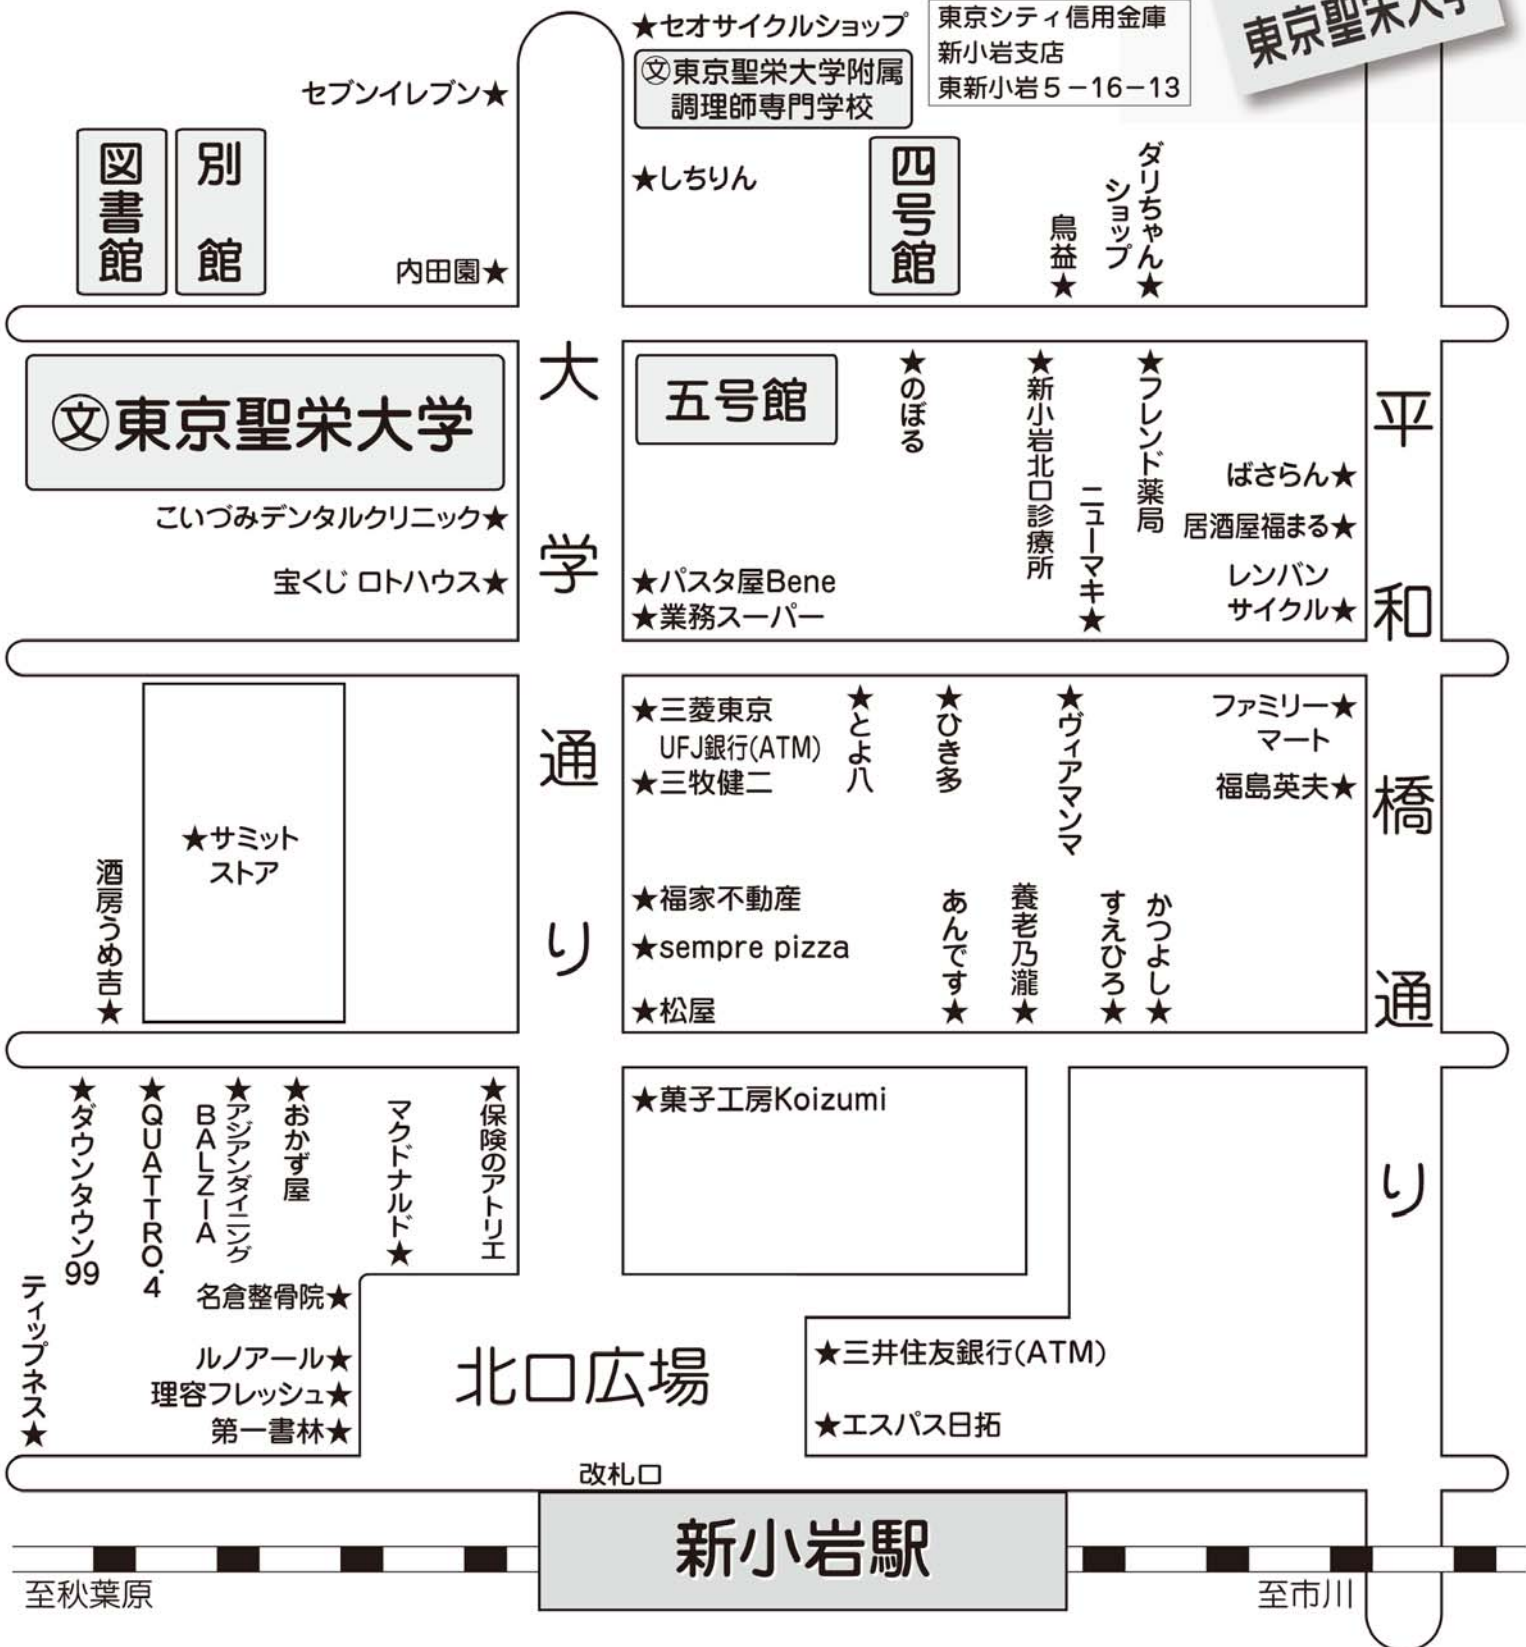 ★セオサイクルショップ
㊛東京聖栄大学附属
調理師専門学校
東京シティ信用金庫
新小岩支店
東新小岩5-16-13
東京聖栄大学
セブンイレブン★
図書館
別館
★しちりん
四号館
鳥益★
ダリちゃん
ショップ★
内田園★
文東京聖栄大学
五号館
★のぼる
★新小岩北口診療所
★フレンド薬局
ニューマキ★
ばさらん★
居酒屋福まる★
レンバン
サイクル★
こいづみデンタルクリニック★
宝くじ ロトハウス★
★パスタ屋Bene
★業務スーパー
大学通り
平和橋通り
★サミット
ストア
酒房うめ吉★
★三菱東京
UFJ銀行(ATM)
★三牧健二
★とよ八
★ひき多
★ヴィアマンマ
ファミリー★
マート
福島英夫★
★福家不動産
★sempre pizza
★松屋
あんです★
養老乃瀧★
すえひろ★
かつよし★
★ダウンタウン99
★QUATTRO.4
★アジアンダイニング
BALZIA
★おかず屋
マクドナルド★
★保険のアトリエ
★菓子工房Koizumi
ティップネス★
名倉整骨院★
ルノアール★
理容フレッシュ★
第一書林★
北口広場
★三井住友銀行(ATM)
★エスパス日拓
改札口
新小岩駅
至秋葉原
至市川